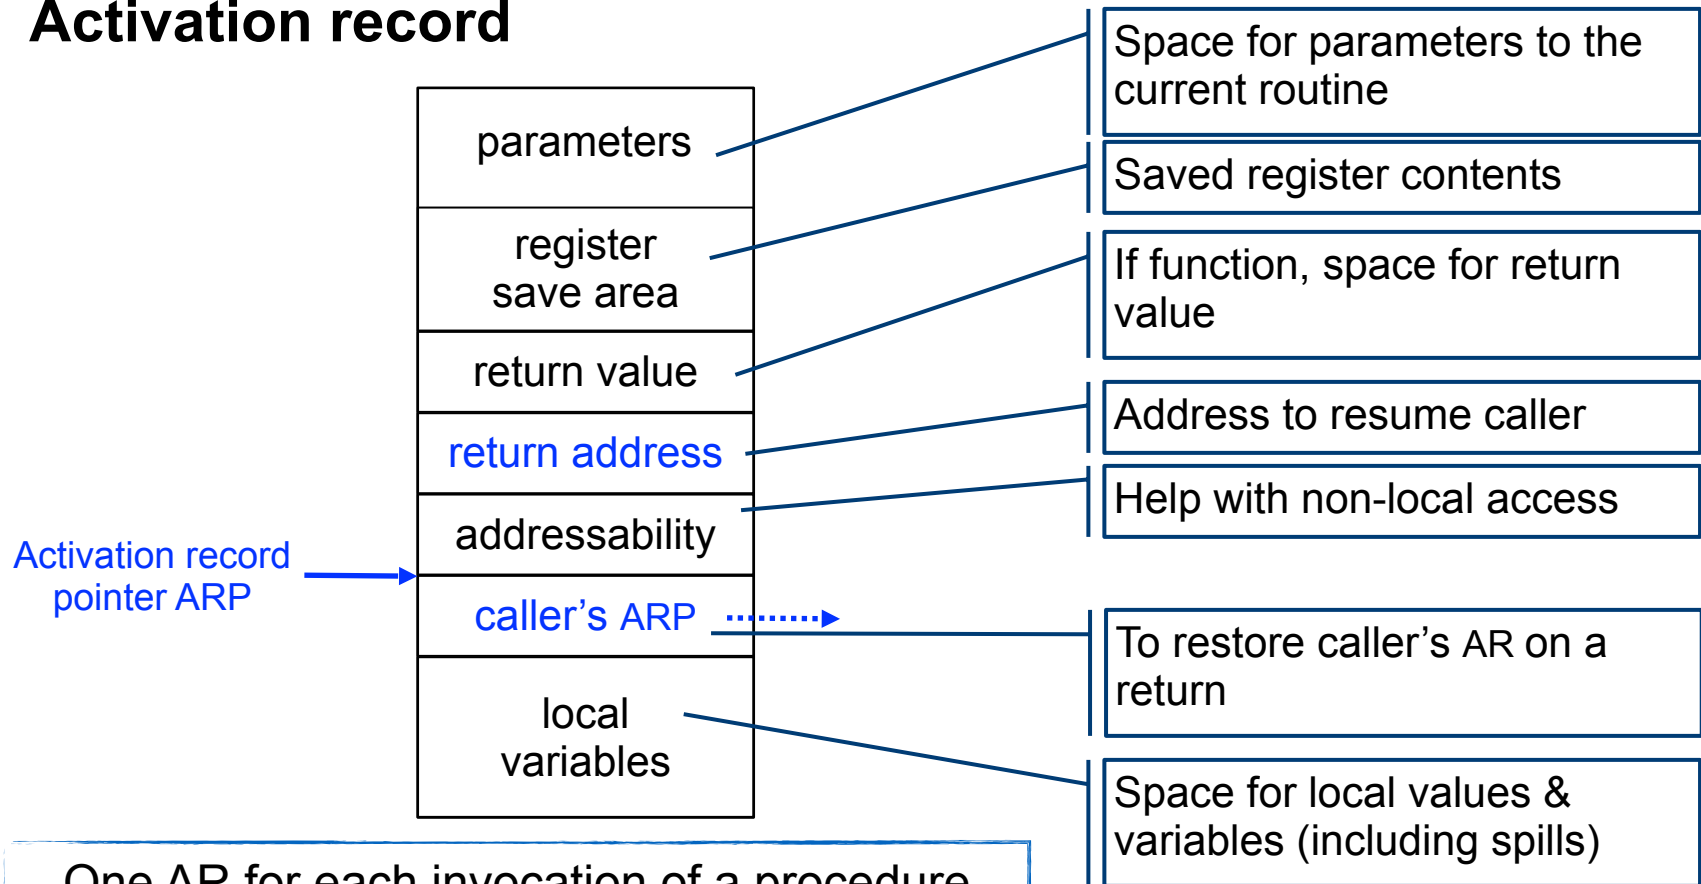 Activation record
parameters
register
save area
return value
return address
addressability
caller’s ARP
local
variables
Activation record
pointer ARP
Space for parameters to the
current routine
Saved register contents
If function, space for return
value
Address to resume caller
Help with non-local access
To restore caller’s AR on a
return
Space for local values &
variables (including spills)
One AR for each invocation of a procedure